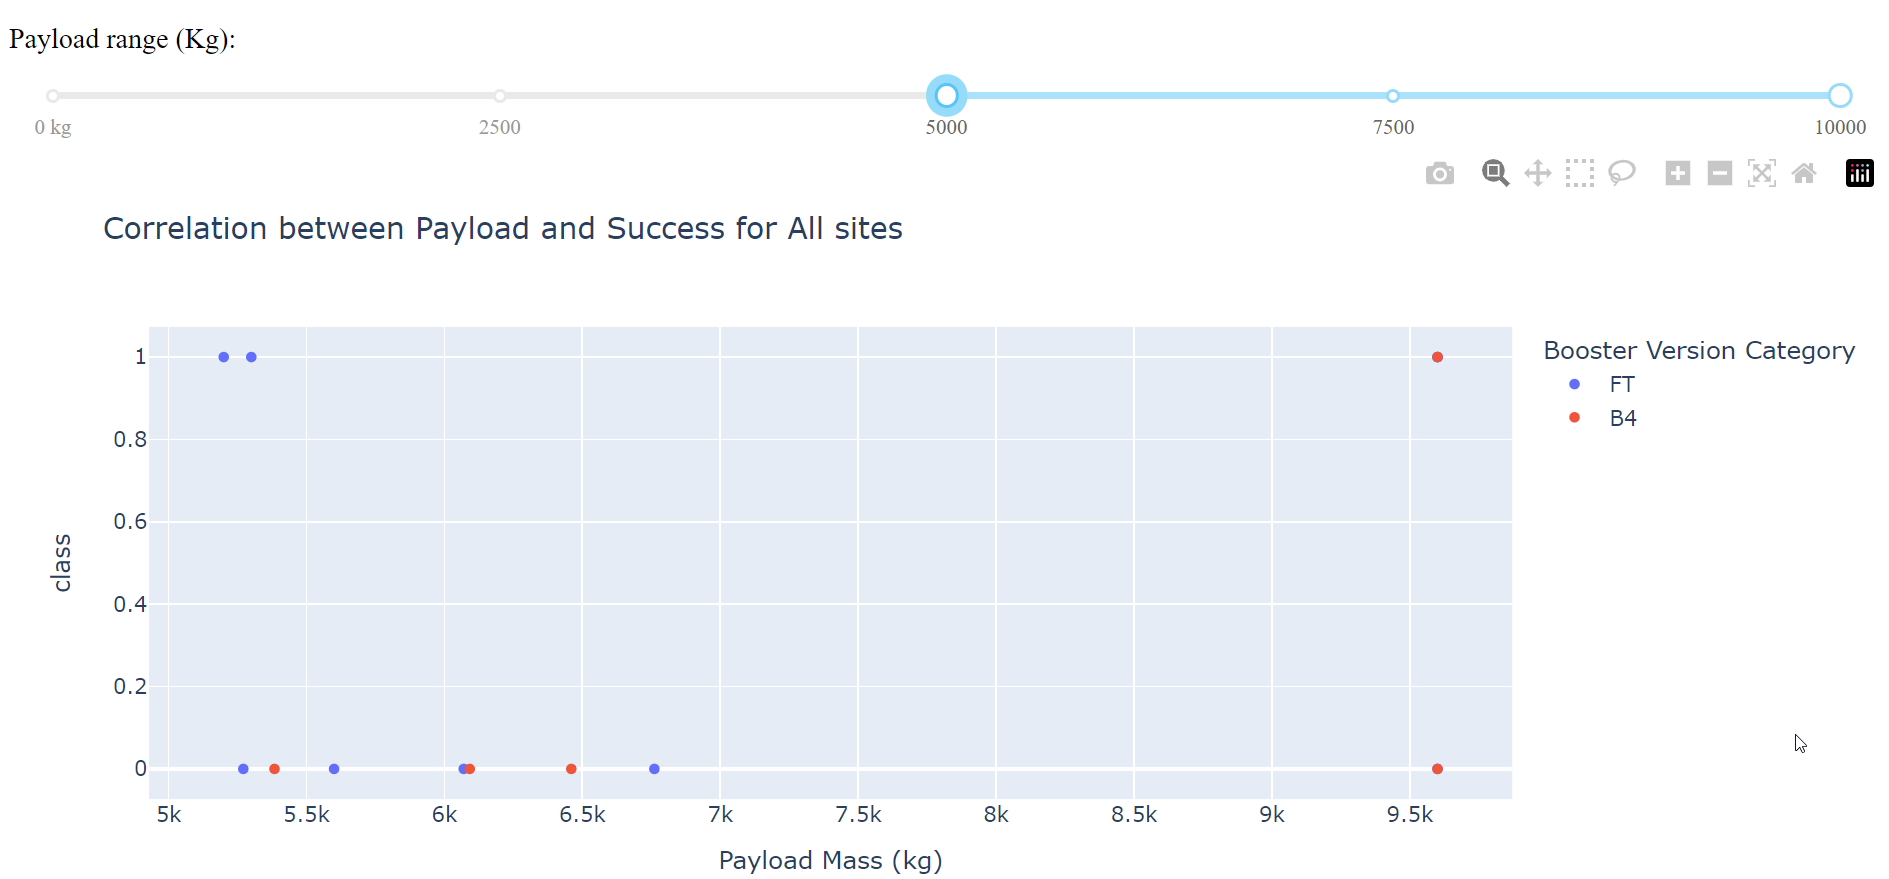 Payload range (Kg):
0 kg 2500 5000 7500 10000
Correlation between Payload and Success for All sites
Booster Version Category
FT
B4
1
0.8
0.6
0.4
0.2
0
class
5k 5.5k 6k 6.5k 7k 7.5k 8k 8.5k 9k 9.5k
Payload Mass (kg)